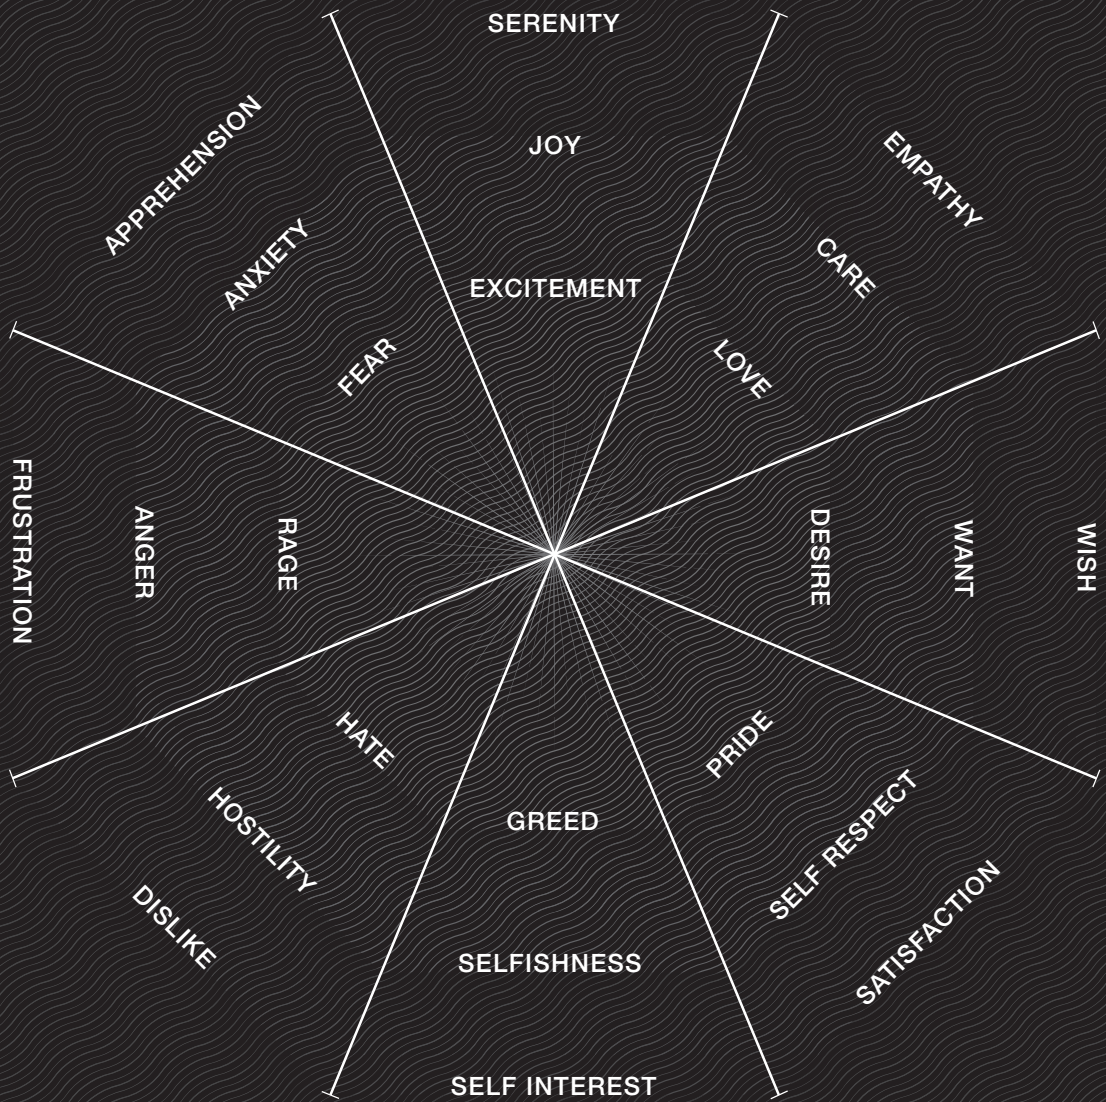 SERENITY
JOY
EXCITEMENT
EMPATHY
CARE
LOVE
WISH
WANT
DESIRE
PRIDE
SELF RESPECT
SATISFACTION
GREED
SELFISHNESS
SELF INTEREST
HATE
HOSTILITY
DISLIKE
RAGE
ANGER
FRUSTRATION
FEAR
ANXIETY
APPREHENSION